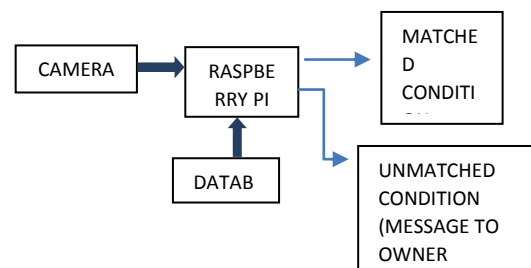 CAMERA
RASPBE
RRY PI
MATCHE
D
CONDITI
DATAB
UNMATCHED
CONDITION
(MESSAGE TO
OWNER